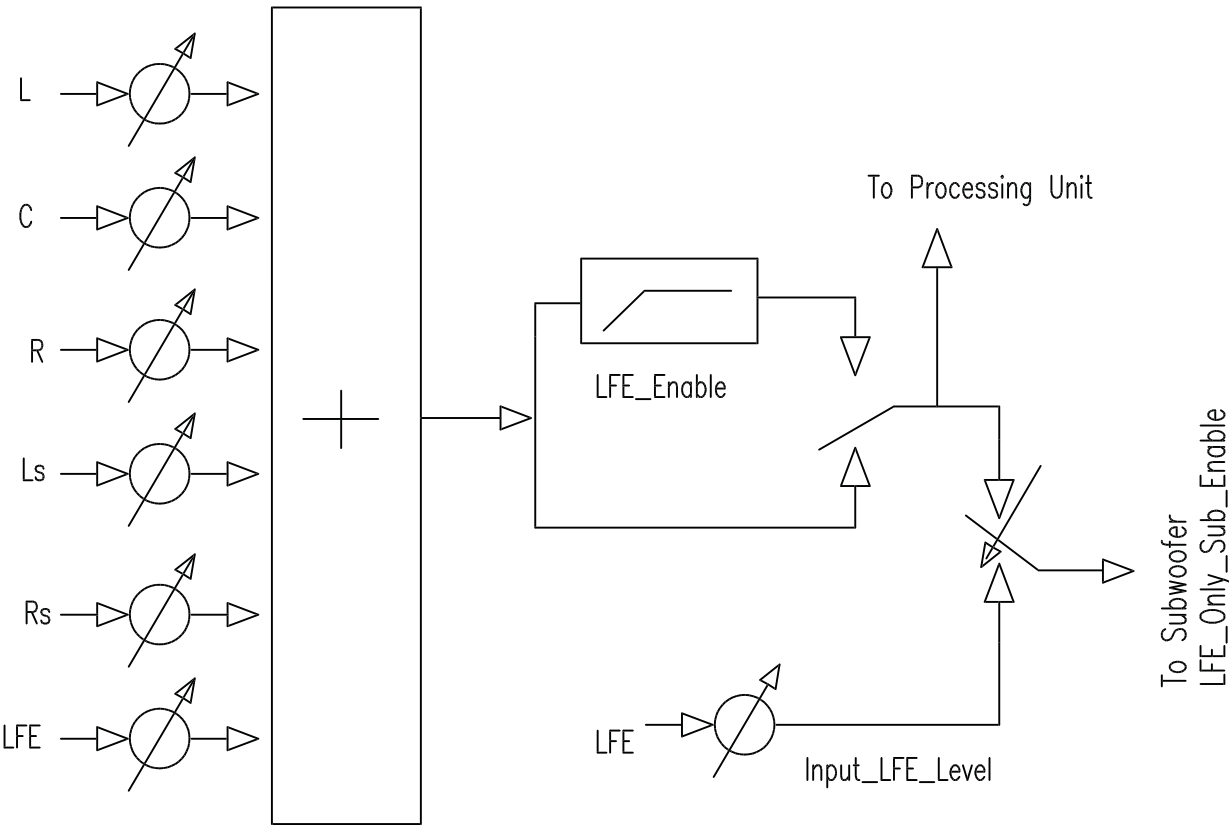 L
C
R
Ls
Rs
LFE
To Processing Unit
LFE_Enable
LFE
Input_LFE_Level
To Subwoofer
LFE_Only_Sub_Enable